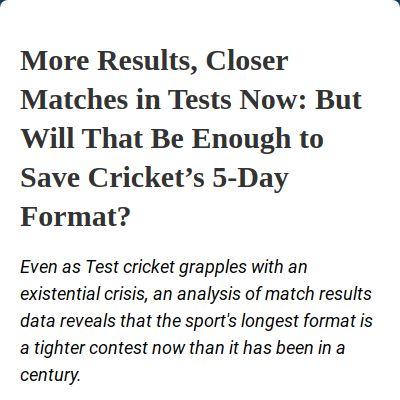 More Results, Closer
Matches in Tests Now: But
Will That Be Enough to
Save Cricket’s 5-Day
Format?
Even as Test cricket grapples with an
existential crisis, an analysis of match results
data reveals that the sport's longest format is
a tighter contest now than it has been in a
century.